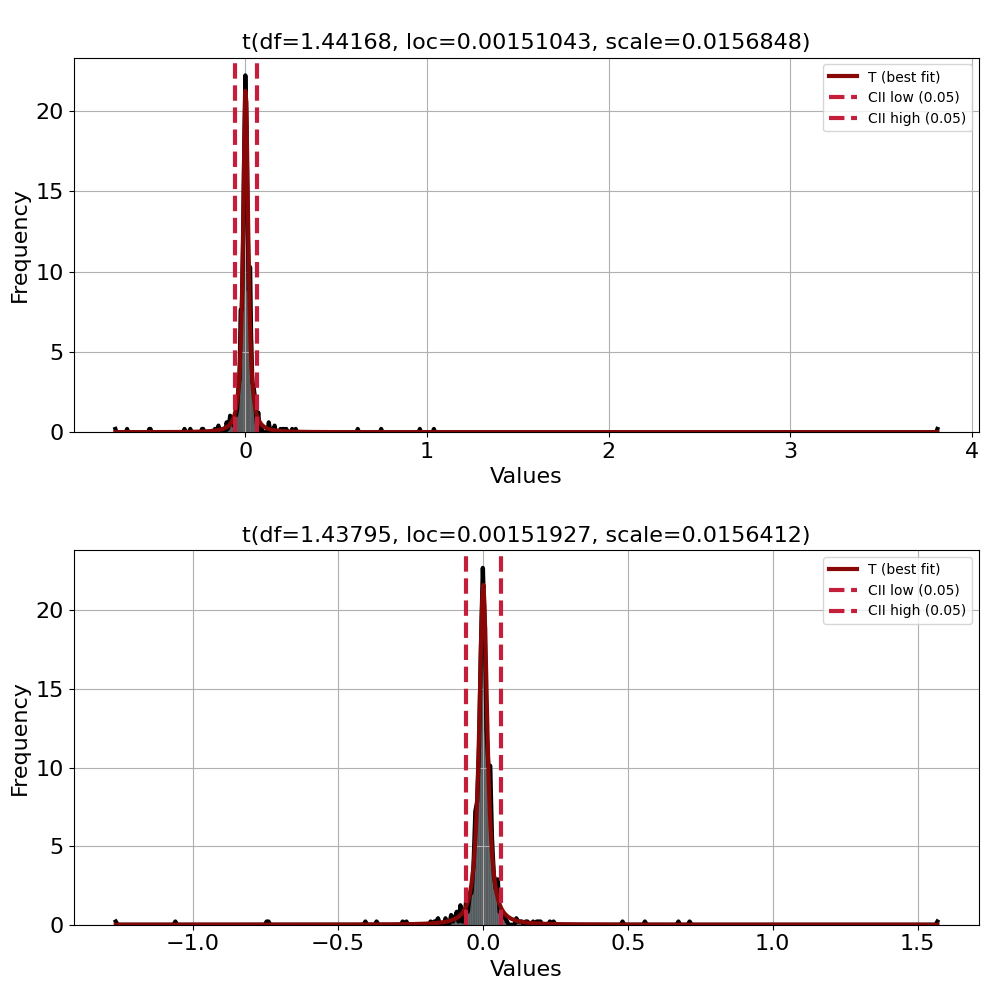 t(df=1.44168, loc=0.00151043, scale=0.0156848)
T (best fit)
CII low (0.05)
CII high (0.05)
Frequency
20
15
10
5
0
0 1 2 3 4
Values
t(df=1.43795, loc=0.00151927, scale=0.0156412)
T (best fit)
CII low (0.05)
CII high (0.05)
Frequency
20
15
10
5
0
−1.0 −0.5 0.0 0.5 1.0 1.5
Values